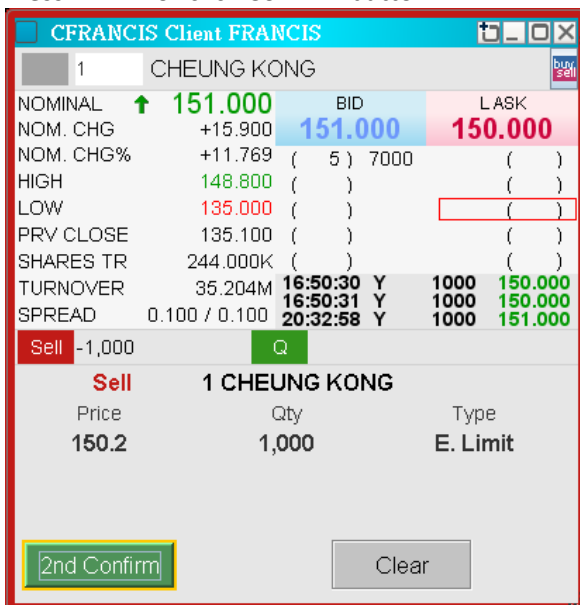 CFRANCIS Client FRANCIS
1 CHEUNG KONG buy sell
NOMINAL 151.000 BID L ASK
NOM. CHG +15.900 151.000 150.000
NOM. CHG% +11.769 ( 5 ) 7000 ( )
HIGH 148.800 ( ) ( )
LOW 135.000 ( ) ( )
PRV CLOSE 135.100 ( ) ( )
SHARES TR 244.000K ( ) ( )
TURNOVER 35.204M 16:50:30 Y 1000 150.000
16:50:31 Y 1000 150.000
SPREAD 0.100 / 0.100 20:32:58 Y 1000 151.000
Sell -1,000 Q
Sell 1 CHEUNG KONG
Price Qty Type
150.2 1,000 E. Limit
2nd Confirm Clear